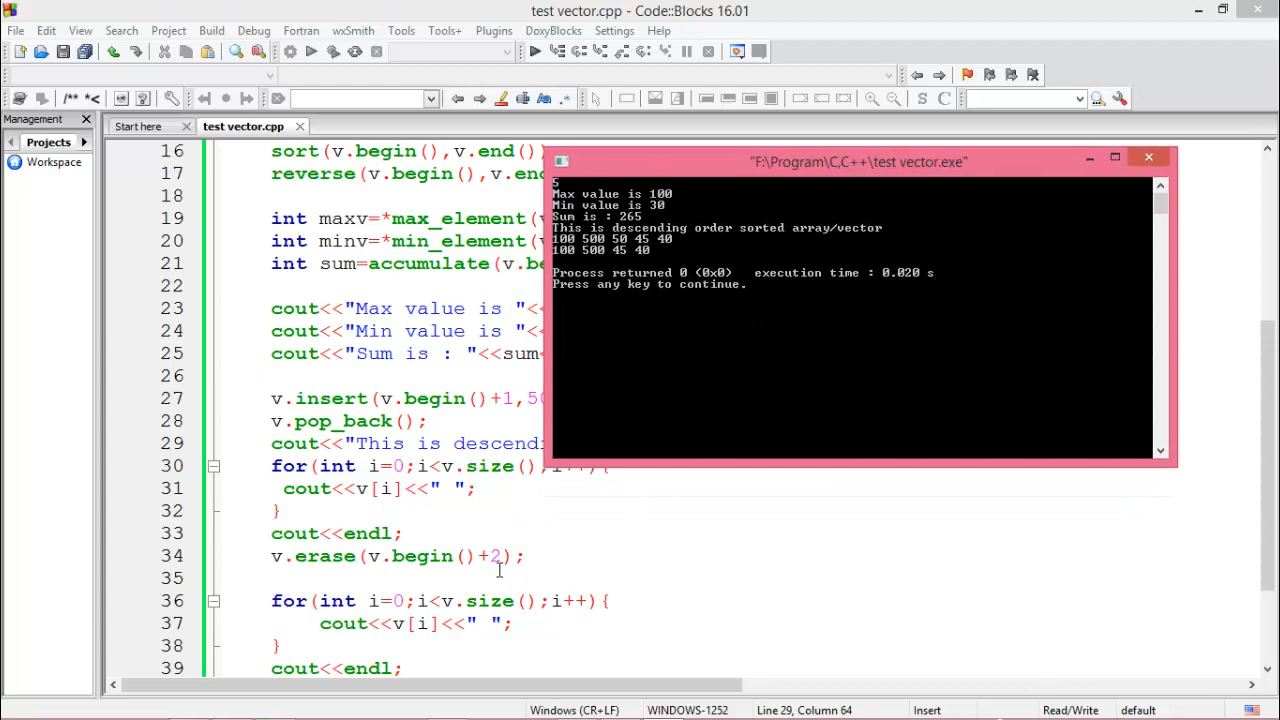 test vector.cpp - Code::Blocks 16.01
File Edit View Search Project Build Debug Fortran wxSmith Tools Tools+ Plugins DoxyBlocks Settings Help
/** *< S C
Management
Start here
test vector.cpp
Projects
Workspace
16 sort(v.begin(),v.end()
17 reverse(v.begin(),v.end
18
19 int maxv=*max_element(v
20 int minv=*min_element(v
21 int sum=accumulate(v.be
22
23 cout<<"Max value is "<<
24 cout<<"Min value is "<<
25 cout<<"Sum is : "<<sum<
26
27 v.insert(v.begin()+1,50
28 v.pop_back();
29 cout<<"This is descendi
30 for(int i=0;i<v.size();i++){
31 cout<<v[i]<<" ";
32 }
33 cout<<endl;
34 v.erase(v.begin()+2);
35
36 for(int i=0;i<v.size();i++){
37 cout<<v[i]<<" ";
38 }
39 cout<<endl;
"F:\Program\C,C++\test vector.exe"
5
Max value is 100
Min value is 30
Sum is : 265
This is descending order sorted array/vector
100 500 50 45 40
100 500 45 40
Process returned 0 (0x0) execution time : 0.020 s
Press any key to continue.
Windows (CR+LF) WINDOWS-1252 Line 29, Column 64 Insert Read/Write default